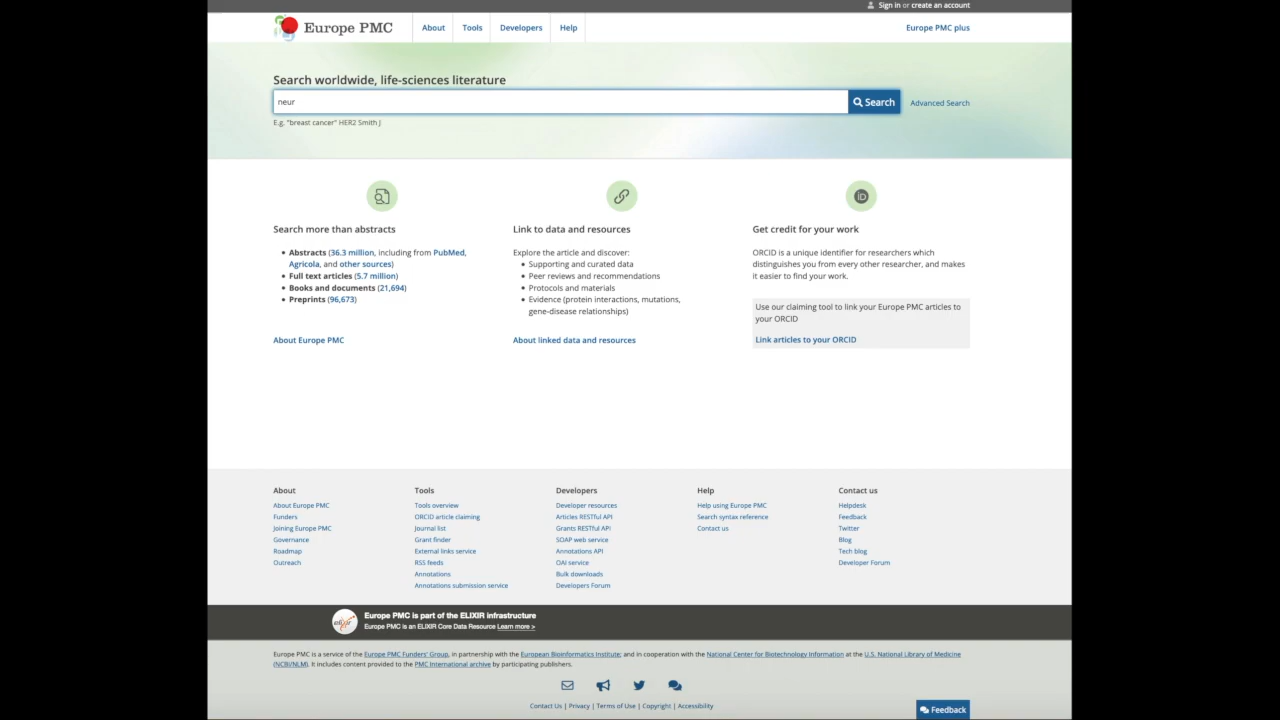 Sign in or create an account
Europe PMC
About
Tools
Developers
Help
Europe PMC plus
Search worldwide, life-sciences literature
neur
Search
Advanced Search
E.g. "breast cancer" HER2 Smith J
Search more than abstracts
Abstracts (36.3 million, including from PubMed,
Agricola, and other sources)
Full text articles (5.7 million)
Books and documents (21,694)
Preprints (96,673)
About Europe PMC
Link to data and resources
Explore the article and discover:
Supporting and curated data
Peer reviews and recommendations
Protocols and materials
Evidence (protein interactions, mutations,
gene-disease relationships)
About linked data and resources
iD
Get credit for your work
ORCID is a unique identifier for researchers which
distinguishes you from every other researcher, and makes
it easier to find your work.
Use our claiming tool to link your Europe PMC articles to
your ORCID
Link articles to your ORCID
About
About Europe PMC
Funders
Joining Europe PMC
Governance
Roadmap
Outreach
Tools
Tools overview
ORCID article claiming
Journal list
Grant finder
External links service
RSS feeds
Annotations
Annotations submission service
Developers
Developer resources
Articles RESTful API
Grants RESTful API
SOAP web service
Annotations API
OAI service
Bulk downloads
Developers Forum
Help
Help using Europe PMC
Search syntax reference
Contact us
Contact us
Helpdesk
Feedback
Twitter
Blog
Tech blog
Developer Forum
elixir
Europe PMC is part of the ELIXIR infrastructure
Europe PMC is an ELIXIR Core Data Resource Learn more >
Europe PMC is a service of the Europe PMC Funders' Group, in partnership with the European Bioinformatics Institute; and in cooperation with the National Center for Biotechnology Information at the U.S. National Library of Medicine
(NCBI/NLM). It includes content provided to the PMC International archive by participating publishers.
Contact Us | Privacy | Terms of Use | Copyright | Accessibility
Feedback